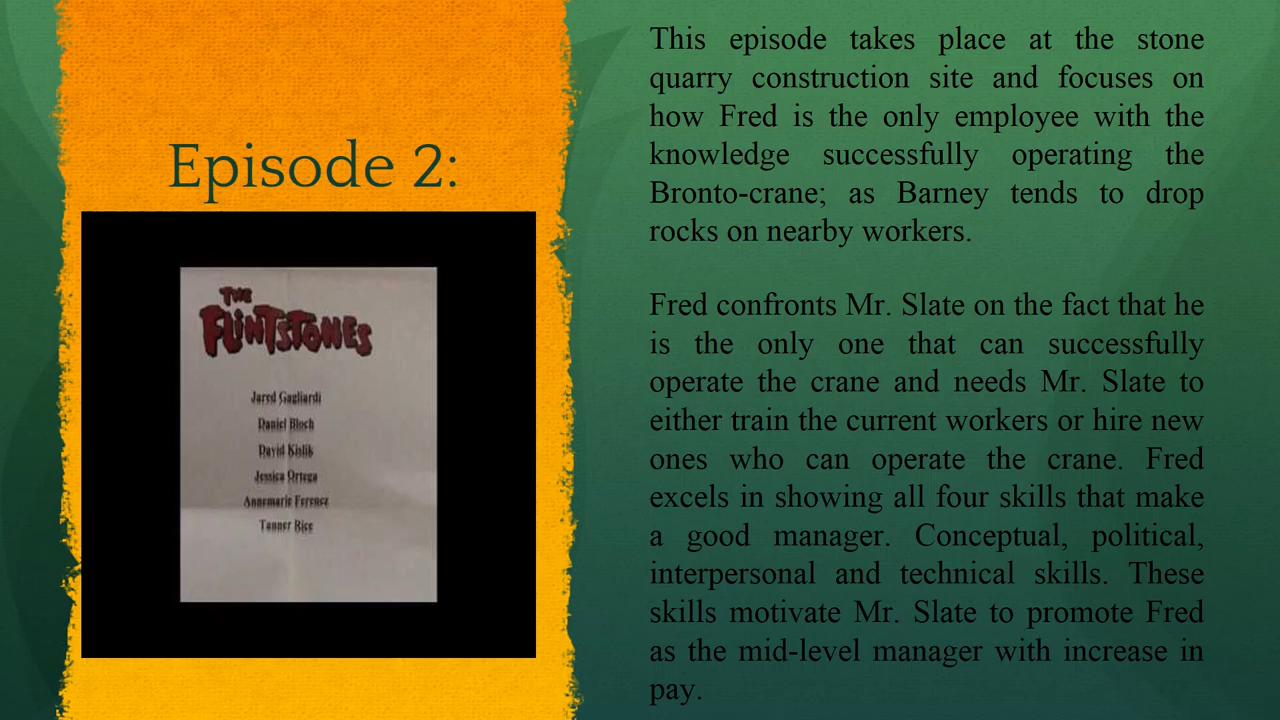 Episode 2:
THE
FLINTSTONES
Jared Gagliardi
Daniel Bloch
David Kislik
Jessica Ortega
Annemarie Ferencz
Tanner Rice
This episode takes place at the stone
quarry construction site and focuses on
how Fred is the only employee with the
knowledge successfully operating the
Bronto-crane; as Barney tends to drop
rocks on nearby workers.
Fred confronts Mr. Slate on the fact that he
is the only one that can successfully
operate the crane and needs Mr. Slate to
either train the current workers or hire new
ones who can operate the crane. Fred
excels in showing all four skills that make
a good manager. Conceptual, political,
interpersonal and technical skills. These
skills motivate Mr. Slate to promote Fred
as the mid-level manager with increase in
pay.